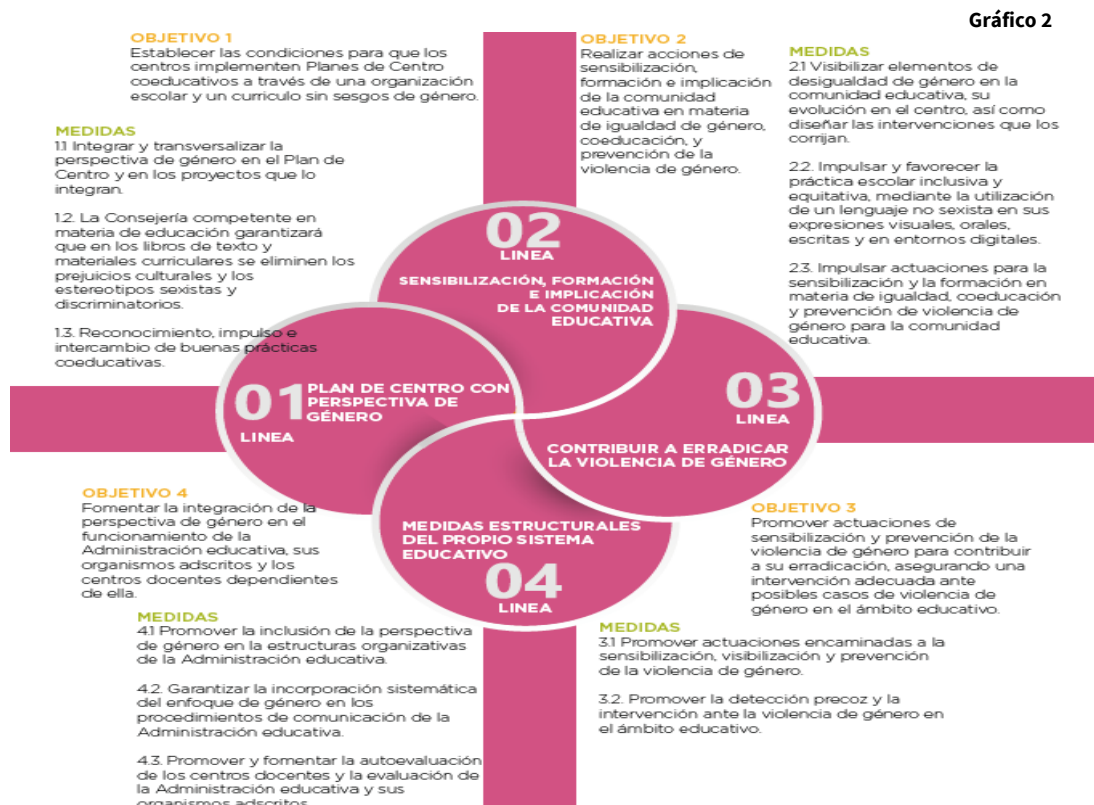 Gráfico 2
OBJETIVO 1
Establecer las condiciones para que los
centros implementen Planes de Centro
coeducativos a través de una organización
escolar y un curriculo sin sesgos de género.
MEDIDAS
1.1 Integrar y transversalizar la
perspectiva de género en el Plan de
Centro y en los proyectos que lo
integran.
1.2. La Consejería competente en
materia de educación garantizará
que en los libros de texto y
materiales curriculares se eliminen los
prejuicios culturales y los
estereotipos sexistas y
discriminatorios.
1.3. Reconocimiento, impulso e
intercambio de buenas prácticas
coeducativas.
OBJETIVO 2
Realizar acciones de
sensibilización,
formación e implicación
de la comunidad
educativa en materia
de igualdad de género,
coeducación, y
prevención de la
violencia de género.
MEDIDAS
2.1 Visibilizar elementos de
desigualdad de género en la
comunidad educativa, su
evolución en el centro, así como
diseñar las intervenciones que los
corrijan.
2.2. Impulsar y favorecer la
práctica escolar inclusiva y
equitativa, mediante la utilización
de un lenguaje no sexista en sus
expresiones visuales, orales,
escritas y en entornos digitales.
2.3. Impulsar actuaciones para la
sensibilización y la formación en
materia de igualdad, coeducación
y prevención de violencia de
género para la comunidad
educativa.
02
LINEA
SENSIBILIZACIÓN, FORMACIÓN
E IMPLICACIÓN
DE LA COMUNIDAD
EDUCATIVA
01
LINEA
PLAN DE CENTRO CON
PERSPECTIVA DE
GÉNERO
03
LINEA
CONTRIBUIR A ERRADICAR
LA VIOLENCIA DE GÉNERO
MEDIDAS ESTRUCTURALES
DEL PROPIO SISTEMA
EDUCATIVO
04
LINEA
OBJETIVO 4
Fomentar la integración de la
perspectiva de género en el
funcionamiento de la
Administración educativa, sus
organismos adscritos y los
centros docentes dependientes
de ella.
MEDIDAS
4.1 Promover la inclusión de la perspectiva
de género en la estructuras organizativas
de la Administración educativa.
4.2. Garantizar la incorporación sistemática
del enfoque de género en los
procedimientos de comunicación de la
Administración educativa.
4.3. Promover y fomentar la autoevaluación
de los centros docentes y la evaluación de
la Administración educativa y sus
organismos adscritos
OBJETIVO 3
Promover actuaciones de
sensibilización y prevención de la
violencia de género para contribuir
a su erradicación, asegurando una
intervención adecuada ante
posibles casos de violencia de
género en el ámbito educativo.
MEDIDAS
3.1 Promover actuaciones encaminadas a la
sensibilización, visibilización y prevención
de la violencia de género.
3.2. Promover la detección precoz y la
intervención ante la violencia de género en
el ámbito educativo.